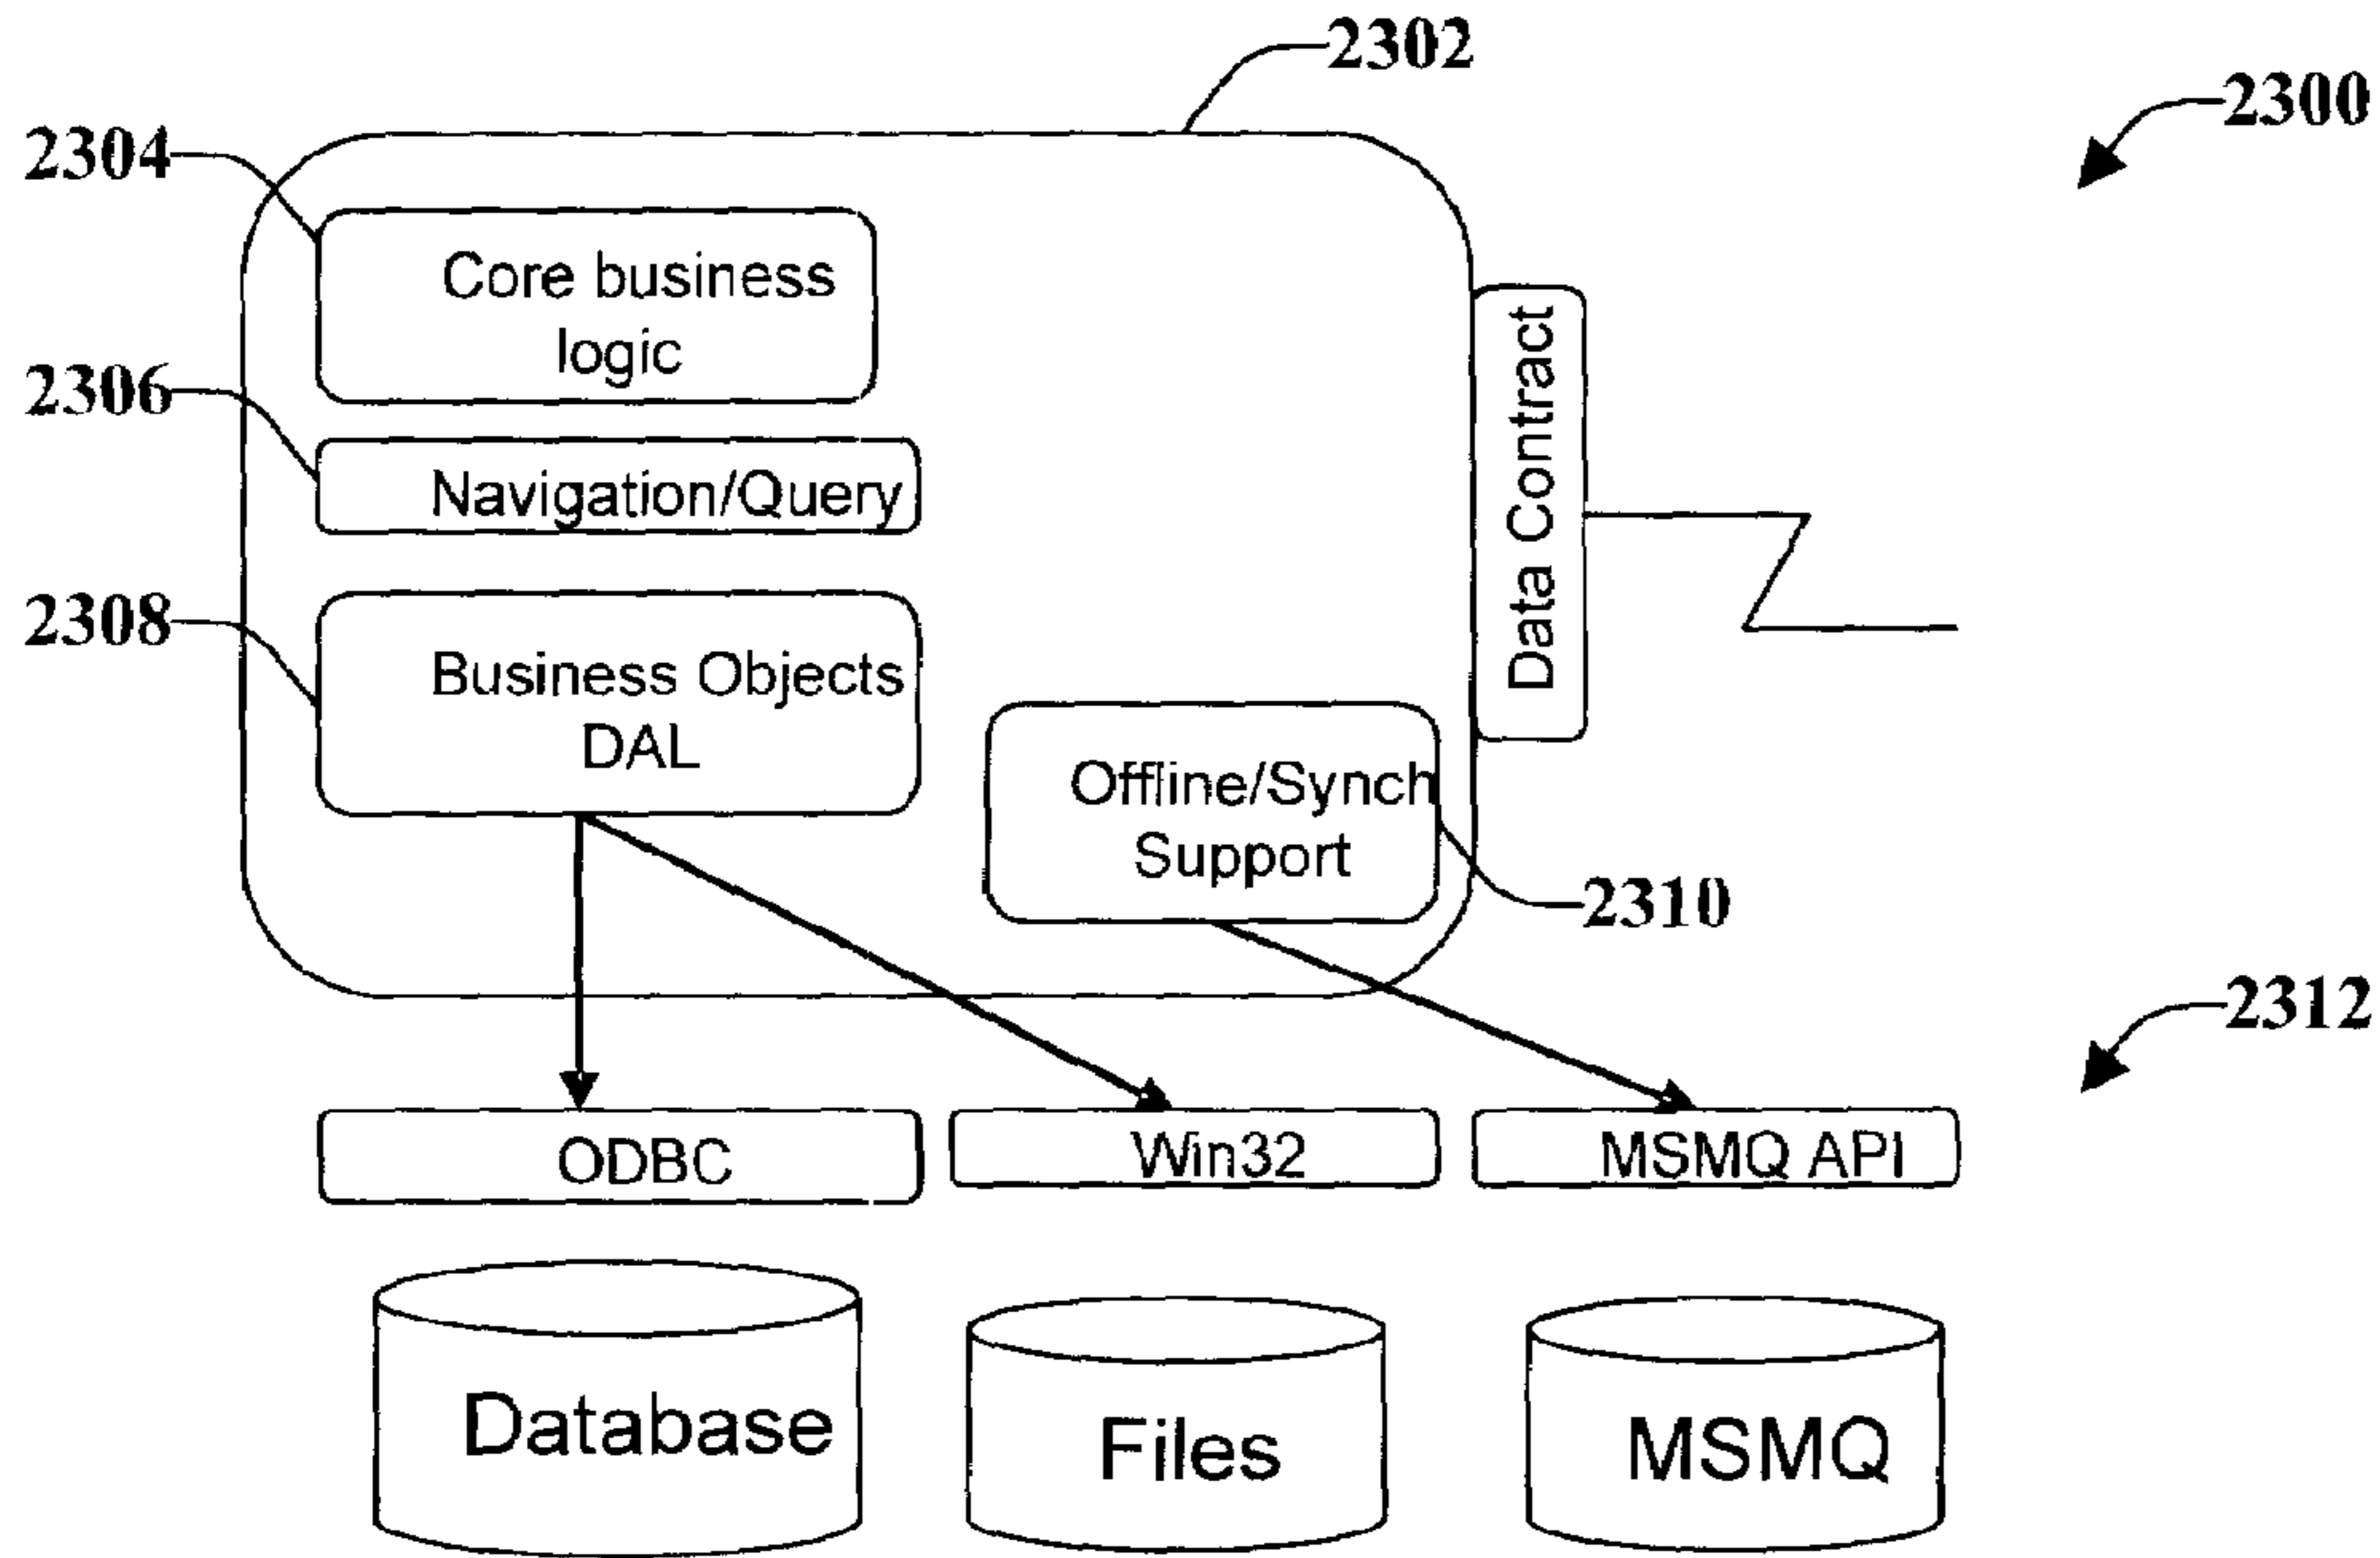 2302
2300
2304
Core business
logic
2306
Navigation/Query
Data Contract
2308
Business Objects
DAL
Offline/Synch
Support
2310
2312
ODBC
Win32
MSMQ API
Database
Files
MSMQ